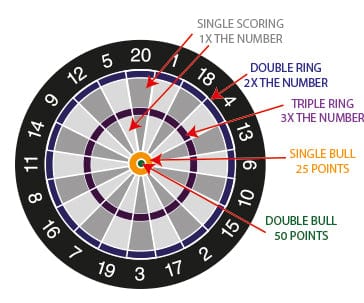 SINGLE SCORING
1X THE NUMBER
DOUBLE RING
2X THE NUMBER
TRIPLE RING
3X THE NUMBER
SINGLE BULL
25 POINTS
DOUBLE BULL
50 POINTS
20
1
18
4
13
6
10
15
2
17
3
19
7
16
8
11
14
9
12
5